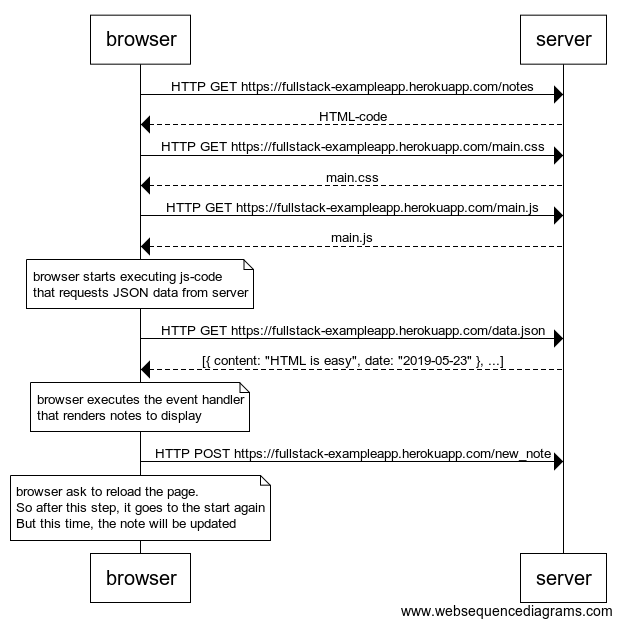 browser
server
HTTP GET https://fullstack-exampleapp.herokuapp.com/notes
HTML-code
HTTP GET https://fullstack-exampleapp.herokuapp.com/main.css
main.css
HTTP GET https://fullstack-exampleapp.herokuapp.com/main.js
main.js
browser starts executing js-code
that requests JSON data from server
HTTP GET https://fullstack-exampleapp.herokuapp.com/data.json
[{ content: "HTML is easy", date: "2019-05-23" }, ...]
browser executes the event handler
that renders notes to display
HTTP POST https://fullstack-exampleapp.herokuapp.com/new_note
browser ask to reload the page.
So after this step, it goes to the start again
But this time, the note will be updated
browser
server
www.websequencediagrams.com